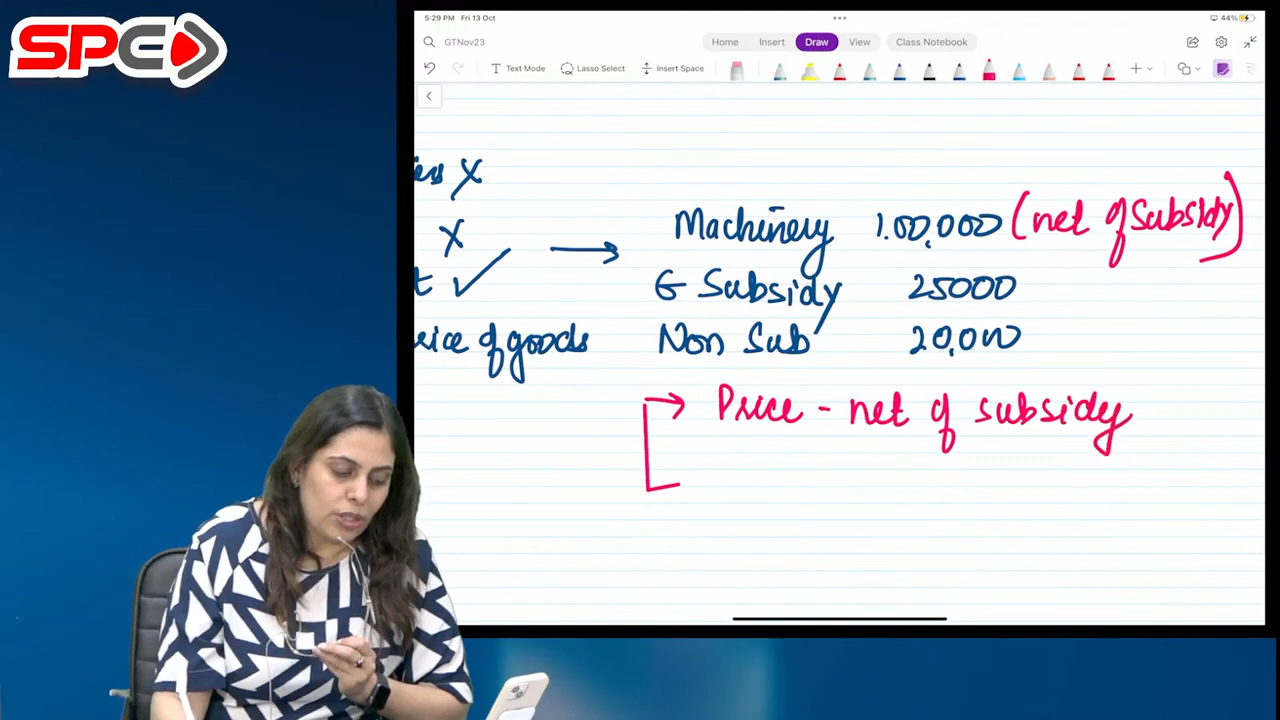 SPC
5:29 PM Fri 13 Oct
44%
GTNov23
Home Insert Draw View Class Notebook
Text Mode Lasso Select Insert Space
X
X
Machinery 1,00,000 (net of Subsidy)
G Subsidy 25000
rice of goods Non Sub 20,000
Price - net of subsidy